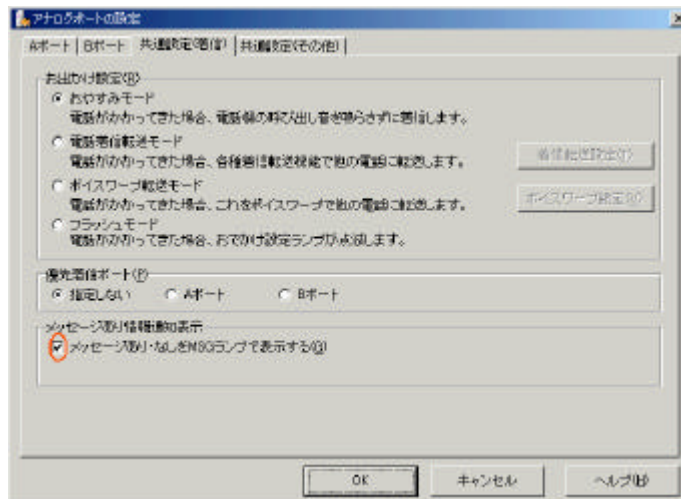 アナログポートの設定
Aポート Bポート 共通設定(着信) 共通設定(その他)
お出かけ設定(R)
おやすみモード
電話がかかってきた場合、電話機の呼び出し音を鳴らさずに着信します。
電話着信転送モード
電話がかかってきた場合、各種着信転送機能で他の電話に転送します。
着信転送設定(T)
ボイスワープ転送モード
電話がかかってきた場合、これをボイスワープで他の電話に転送します。
ボイスワープ設定
フラッシュモード
電話がかかってきた場合、おでかけ設定ランプが点滅します。
優先着信ポート(P)
指定しない Aポート Bポート
メッセージあり情報通知表示
メッセージあり・なしをMSGランプで表示する(G)
OK キャンセル ヘルプ(H)